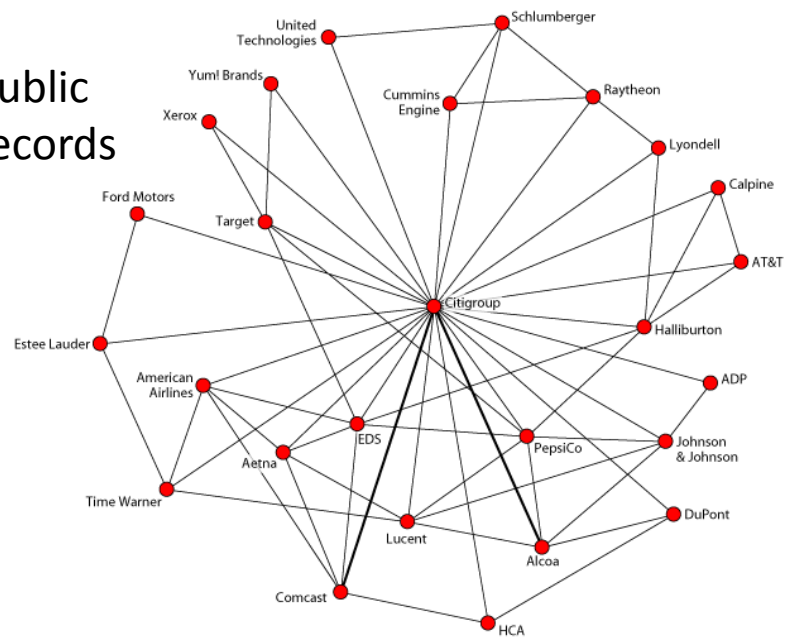 ublic
ecords
United
Technologies
Schlumberger
Yum! Brands
Cummins
Engine
Raytheon
Xerox
Lyondell
Calpine
Ford Motors
Target
AT&T
Citigroup
Halliburton
Estee Lauder
American
Airlines
ADP
EDS
PepsiCo
Johnson
& Johnson
Aetna
Time Warner
DuPont
Lucent
Alcoa
Comcast
HCA